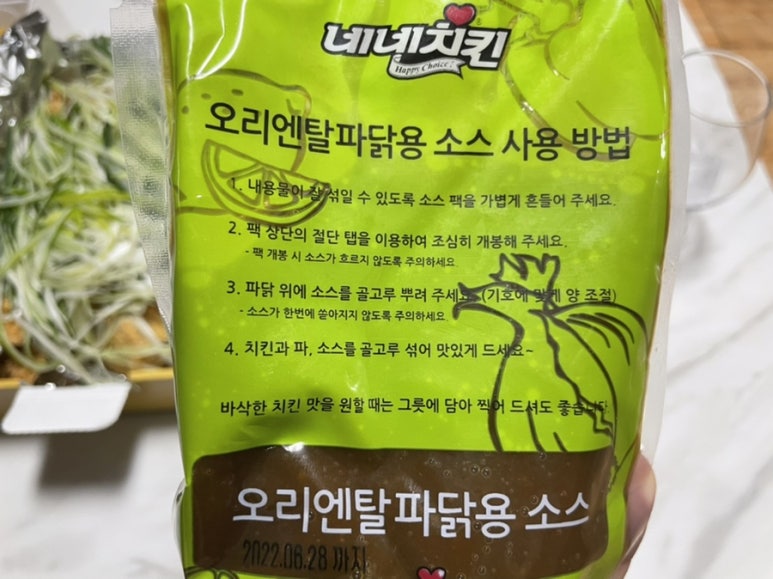 네네치킨
Happy Choice!
오리엔탈파닭용 소스 사용 방법
1. 내용물이 잘 섞일 수 있도록 소스 팩을 가볍게 흔들어 주세요.
2. 팩 상단의 절단 탭을 이용하여 조심히 개봉해 주세요.
- 팩 개봉 시 소스가 흐르지 않도록 주의하세요.
3. 파닭 위에 소스를 골고루 뿌려 주세요. (기호에 맞게 양 조절)
- 소스가 한번에 쏟아지지 않도록 주의하세요.
4. 치킨과 파, 소스를 골고루 섞어 맛있게 드세요~
바삭한 치킨 맛을 원할 때는 그릇에 담아 찍어 드셔도 좋습니다.
오리엔탈파닭용 소스
2022.06.28 까지